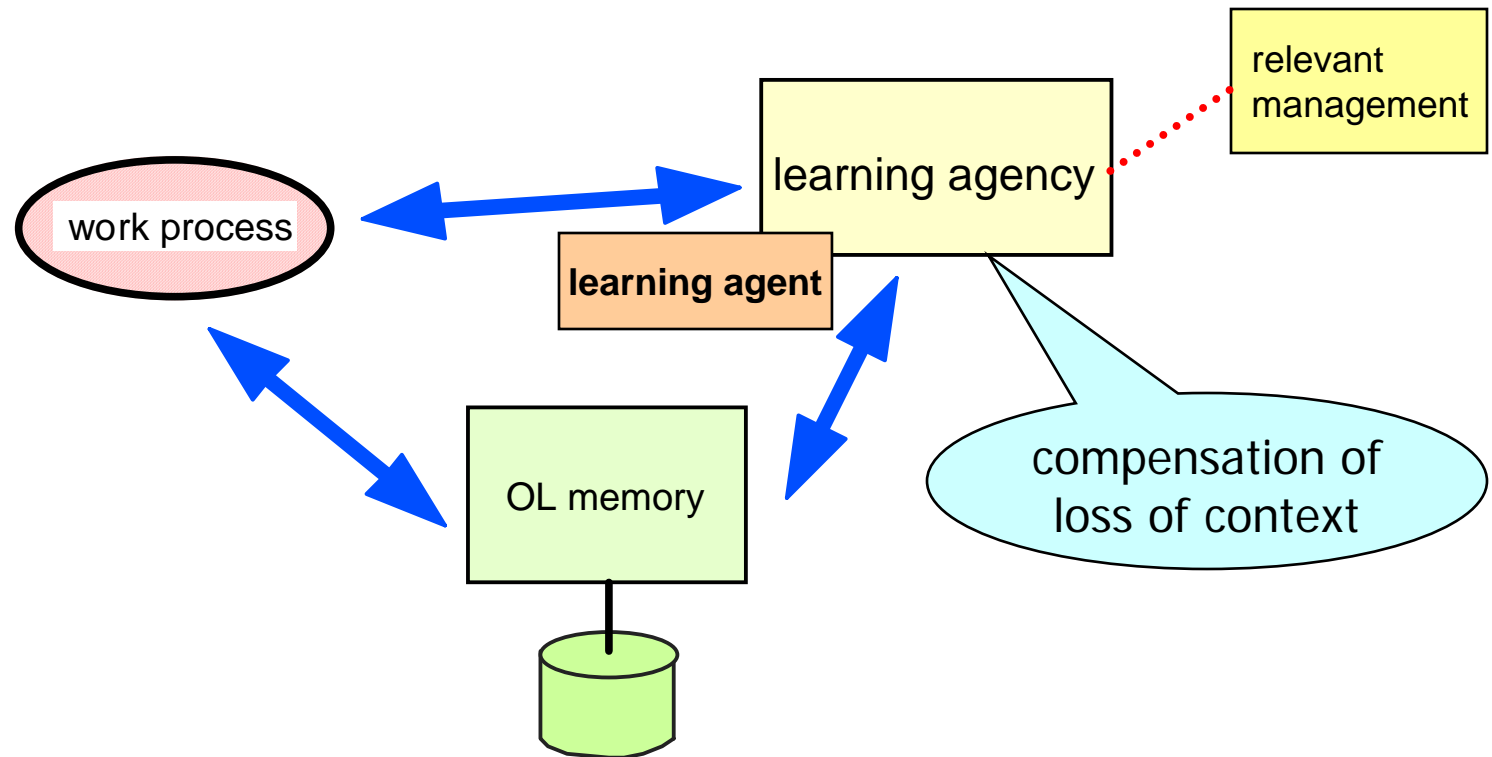 relevant
management
learning agency
work process
learning agent
OL memory
compensation of
loss of context